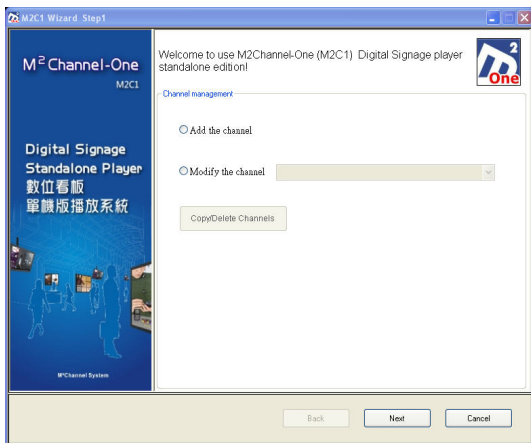 M2C1 Wizard Step1
M² Channel-One
M2C1
Digital Signage
Standalone Player
數位看板
單機版播放系統
M²Channel System
Welcome to use M2Channel-One (M2C1) Digital Signage player
standalone edition!
2
One
Channel management
Add the channel
Modify the channel
Copy/Delete Channels
Back
Next
Cancel